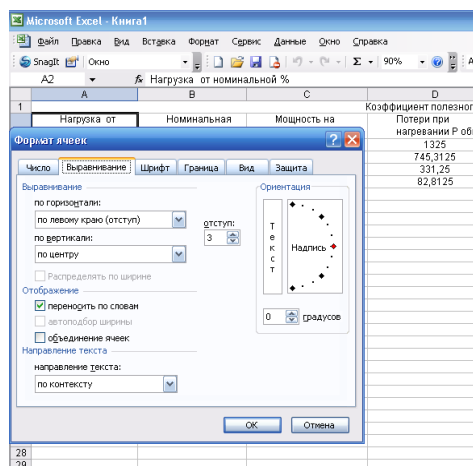 Microsoft Excel - Книга1
Файл Правка Вид Вставка Формат Сервис Данные Окно Справка
SnagIt Окно Σ 90%
A2 fx Нагрузка от номинальной %
A B C D
1 Коэффициент полезног
Нагрузка от Номинальная Мощность на Потери при
нагревании Р об
1325
745,3125
331,25
82,8125
Формат ячеек
Число Выравнивание Шрифт Граница Вид Защита
Выравнивание
по горизонтали:
по левому краю (отступ)
отступ:
3
по вертикали:
по центру
Распределять по ширине
Отображение
переносить по словам
автоподбор ширины
объединение ячеек
Направление текста
направление текста:
по контексту
Ориентация
Текст
Надпись
0 градусов
ОК Отмена
28
29